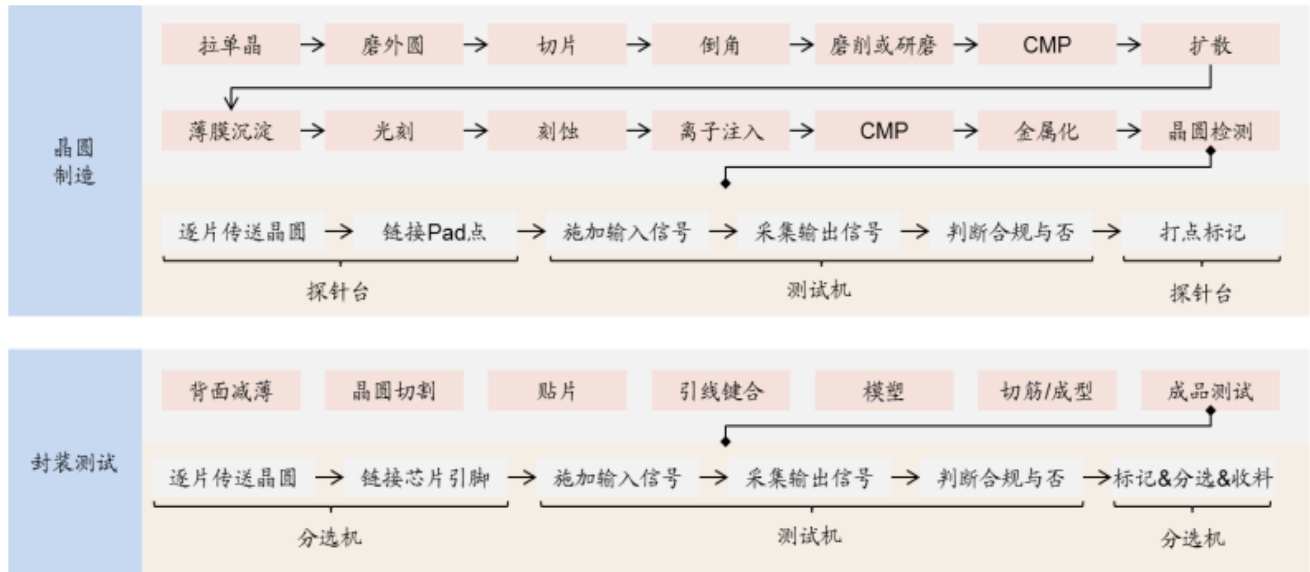 晶圆
制造
拉单晶 磨外圆 切片 倒角 磨削或研磨 CMP 扩散
薄膜沉淀 光刻 刻蚀 离子注入 CMP 金属化 晶圆检测
逐片传送晶圆 链接Pad点 施加输入信号 采集输出信号 判断合规与否 打点标记
探针台 测试机 探针台
封装测试
背面减薄 晶圆切割 贴片 引线键合 模塑 切筋/成型 成品测试
逐片传送晶圆 链接芯片引脚 施加输入信号 采集输出信号 判断合规与否 标记&分选&收料
分选机 测试机 分选机